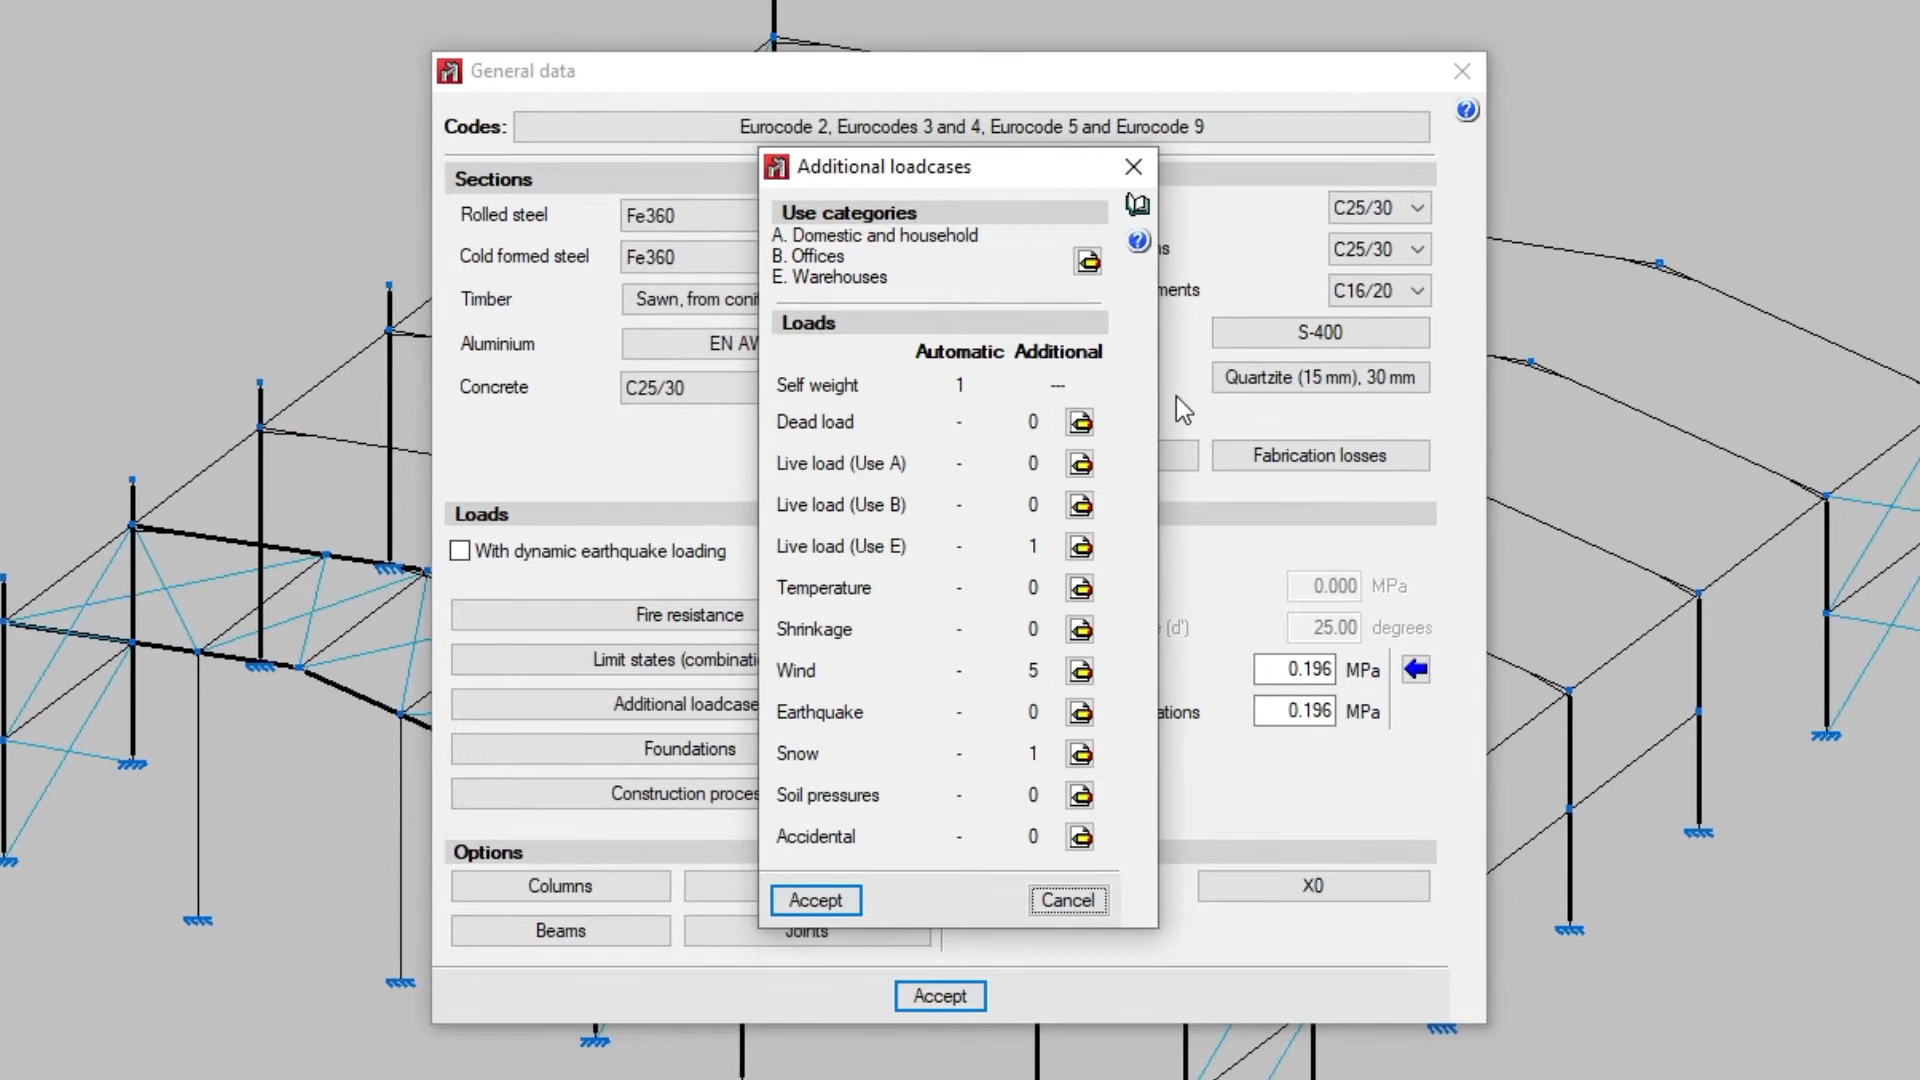 General data
Codes: Eurocode 2, Eurocodes 3 and 4, Eurocode 5 and Eurocode 9
Sections
Rolled steel Fe360
Cold formed steel Fe360
Timber Sawn, from conif
Aluminium EN AW
Concrete C25/30
Loads
With dynamic earthquake loading
Fire resistance
Limit states (combinati
Additional loadcase
Foundations
Construction proces
Options
Columns
Beams
Joints
Additional loadcases
Use categories
A. Domestic and household
B. Offices
E. Warehouses
Loads
Automatic Additional
Self weight 1 ---
Dead load - 0
Live load (Use A) - 0
Live load (Use B) - 0
Live load (Use E) - 1
Temperature - 0
Shrinkage - 0
Wind - 5
Earthquake - 0
Snow - 1
Soil pressures - 0
Accidental - 0
Accept Cancel
C25/30
s C25/30
ments C16/20
S-400
Quartzite (15 mm), 30 mm
Fabrication losses
0.000 MPa
(d') 25.00 degrees
0.196 MPa
ations 0.196 MPa
X0
Accept